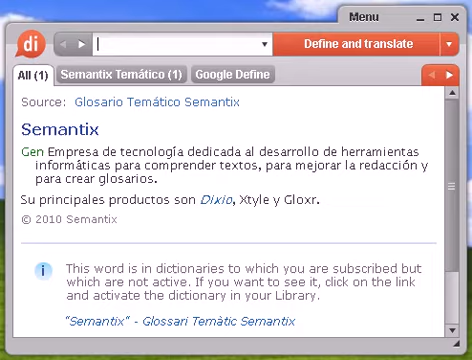 Menu
di
Define and translate
All (1) Semantix Temático (1) Google Define
Source: Glosario Temático Semantix
Semantix
Gen Empresa de tecnología dedicada al desarrollo de herramientas
informáticas para comprender textos, para mejorar la redacción y
para crear glosarios.
Su principales productos son Dixio, Xtyle y Gloxr.
© 2010 Semantix
i
This word is in dictionaries to which you are subscribed but
which are not active. If you want to see it, click on the link
and activate the dictionary in your Library.
"Semantix" - Glossari Temàtic Semantix